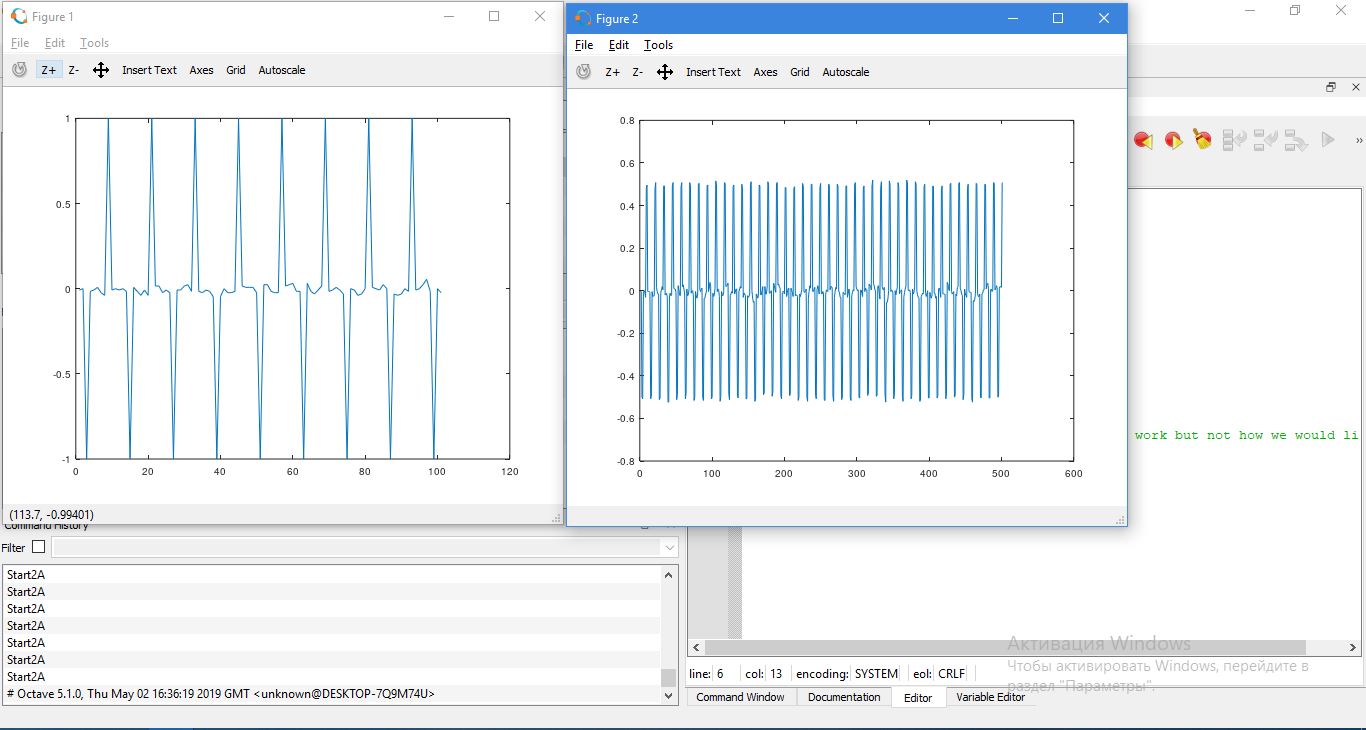 Figure 1
File Edit Tools
Z+ Z- Insert Text Axes Grid Autoscale
1
0.5
0
-0.5
-1
0 20 40 60 80 100 120
(113.7, -0.99401)
Figure 2
File Edit Tools
Z+ Z- Insert Text Axes Grid Autoscale
0.8
0.6
0.4
0.2
0
-0.2
-0.4
-0.6
-0.8
0 100 200 300 400 500 600
»
work but not how we would li
Command History
Filter
Start2A
Start2A
Start2A
Start2A
Start2A
Start2A
Start2A
# Octave 5.1.0, Thu May 02 16:36:19 2019 GMT <unknown@DESKTOP-7Q9M74U>
Активация Windows
Чтобы активировать Windows, перейдите в
раздел "Параметры".
line: 6 col: 13 encoding: SYSTEM eol: CRLF
Command Window Documentation Editor Variable Editor